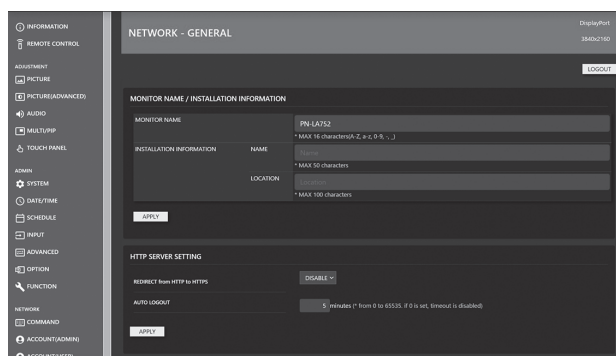 INFORMATION
REMOTE CONTROL
ADJUSTMENT
PICTURE
PICTURE(ADVANCED)
AUDIO
MULTI/PIP
TOUCH PANEL
ADMIN
SYSTEM
DATE/TIME
SCHEDULE
INPUT
ADVANCED
OPTION
FUNCTION
NETWORK
COMMAND
ACCOUNT(ADMIN)
ACCOUNT(USER)
NETWORK - GENERAL
DisplayPort
3840x2160
LOGOUT
MONITOR NAME / INSTALLATION INFORMATION
MONITOR NAME
PN-LA752
* MAX 16 characters(A-Z, a-z, 0-9, -, _)
INSTALLATION INFORMATION NAME
Name
* MAX 50 characters
LOCATION
Location
* MAX 100 characters
APPLY
HTTP SERVER SETTING
REDIRECT from HTTP to HTTPS DISABLE
AUTO LOGOUT 5 minutes (* from 0 to 65535. if 0 is set, timeout is disabled)
APPLY